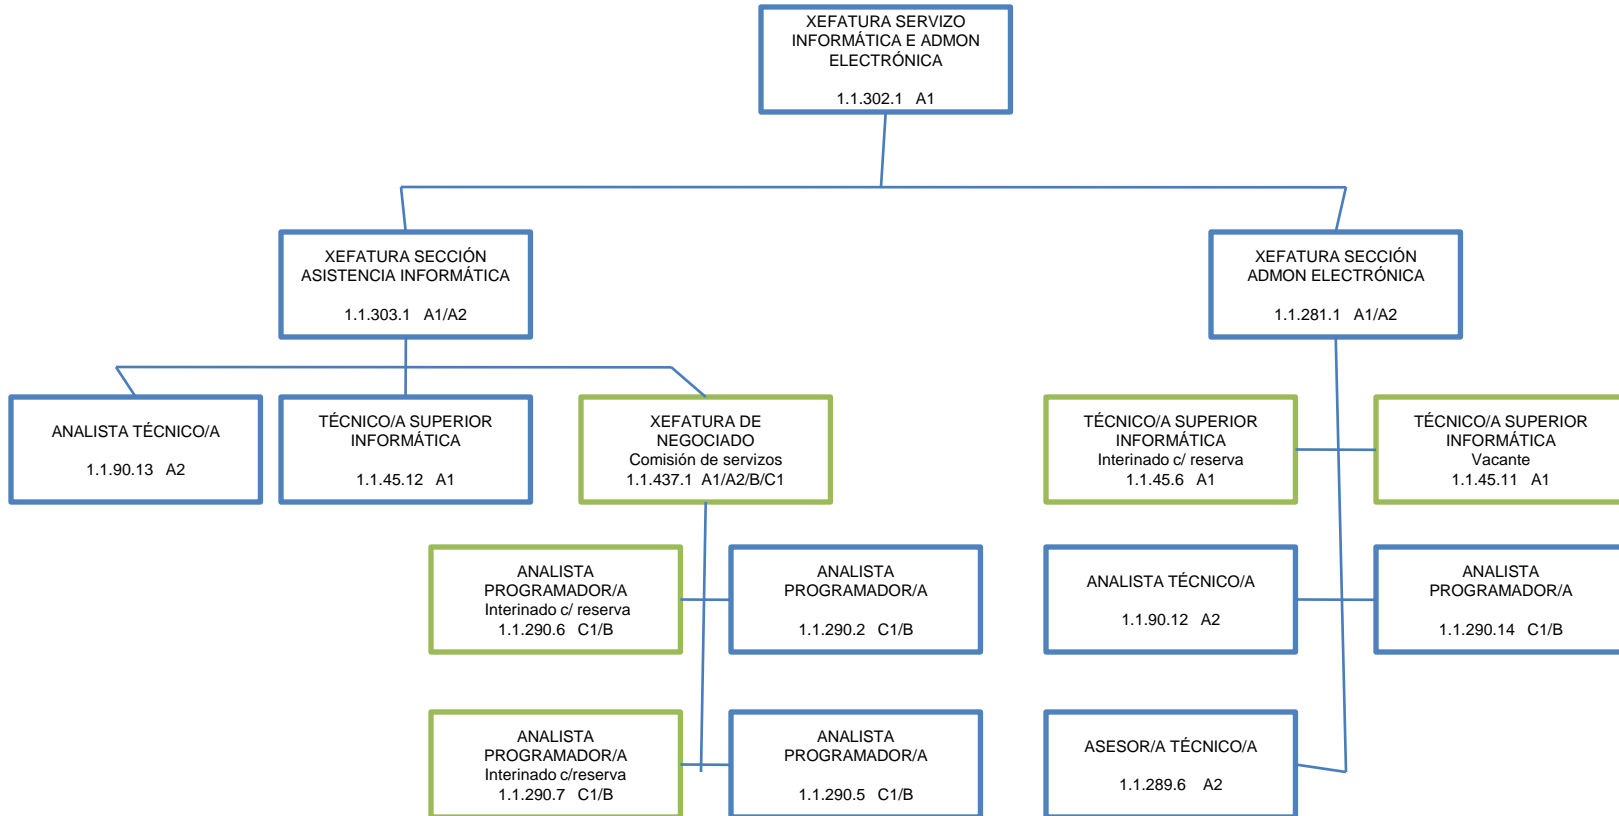 XEFATURA SERVIZO
INFORMÁTICA E ADMON
ELECTRÓNICA
1.1.302.1 A1
XEFATURA SECCIÓN
ASISTENCIA INFORMÁTICA
1.1.303.1 A1/A2
XEFATURA SECCIÓN
ADMON ELECTRÓNICA
1.1.281.1 A1/A2
ANALISTA TÉCNICO/A
1.1.90.13 A2
TÉCNICO/A SUPERIOR
INFORMÁTICA
1.1.45.12 A1
XEFATURA DE
NEGOCIADO
Comisión de servizos
1.1.437.1 A1/A2/B/C1
TÉCNICO/A SUPERIOR
INFORMÁTICA
Interinado c/ reserva
1.1.45.6 A1
TÉCNICO/A SUPERIOR
INFORMÁTICA
Vacante
1.1.45.11 A1
ANALISTA
PROGRAMADOR/A
Interinado c/ reserva
1.1.290.6 C1/B
ANALISTA
PROGRAMADOR/A
1.1.290.2 C1/B
ANALISTA TÉCNICO/A
1.1.90.12 A2
ANALISTA
PROGRAMADOR/A
1.1.290.14 C1/B
ANALISTA
PROGRAMADOR/A
Interinado c/reserva
1.1.290.7 C1/B
ANALISTA
PROGRAMADOR/A
1.1.290.5 C1/B
ASESOR/A TÉCNICO/A
1.1.289.6 A2